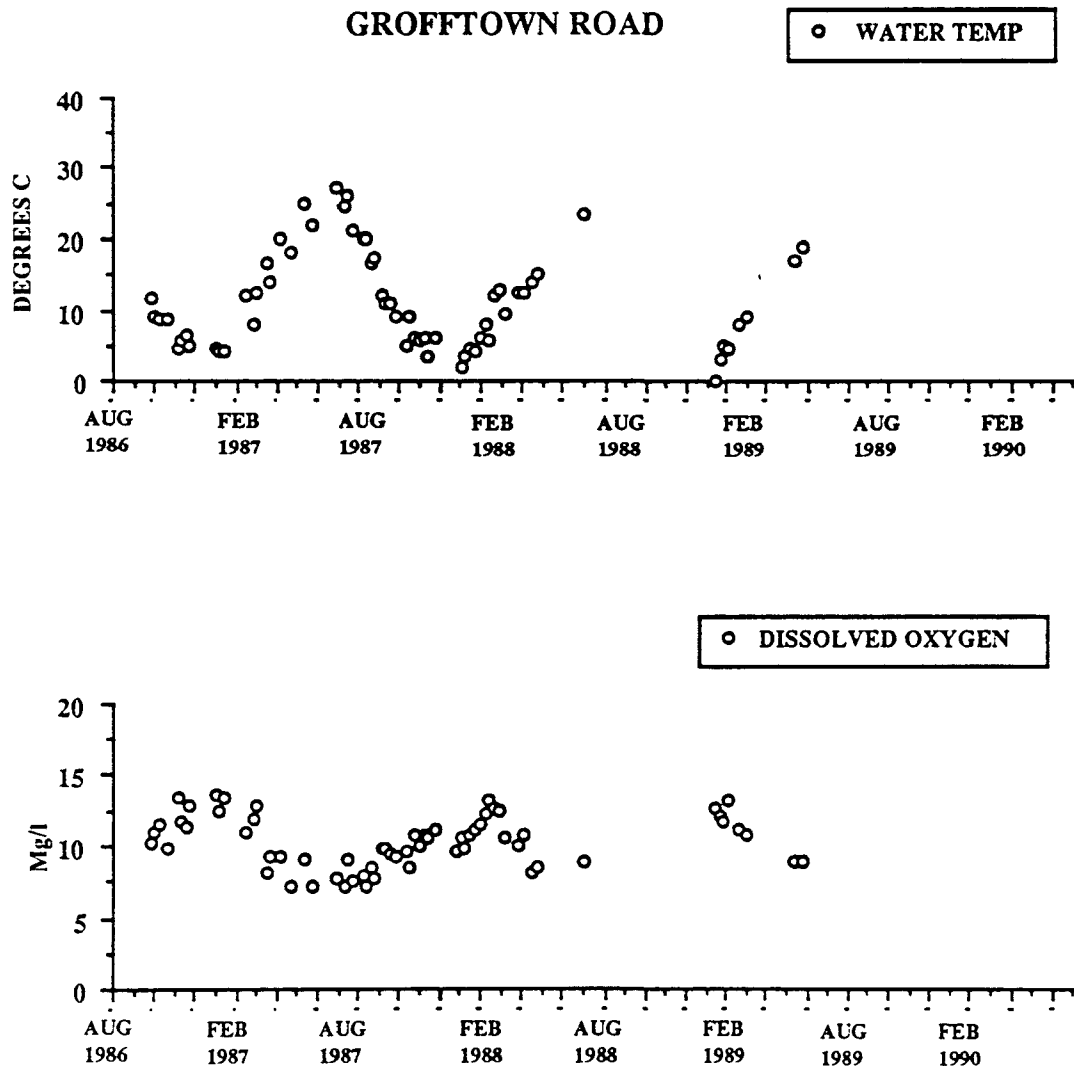 GROFFTOWN ROAD
WATER TEMP
40
30
20
10
0
DEGREES C
AUG FEB AUG FEB AUG FEB AUG FEB
1986 1987 1987 1988 1988 1989 1989 1990
DISSOLVED OXYGEN
20
15
10
5
0
Mg/l
AUG FEB AUG FEB AUG FEB AUG FEB
1986 1987 1987 1988 1988 1989 1989 1990